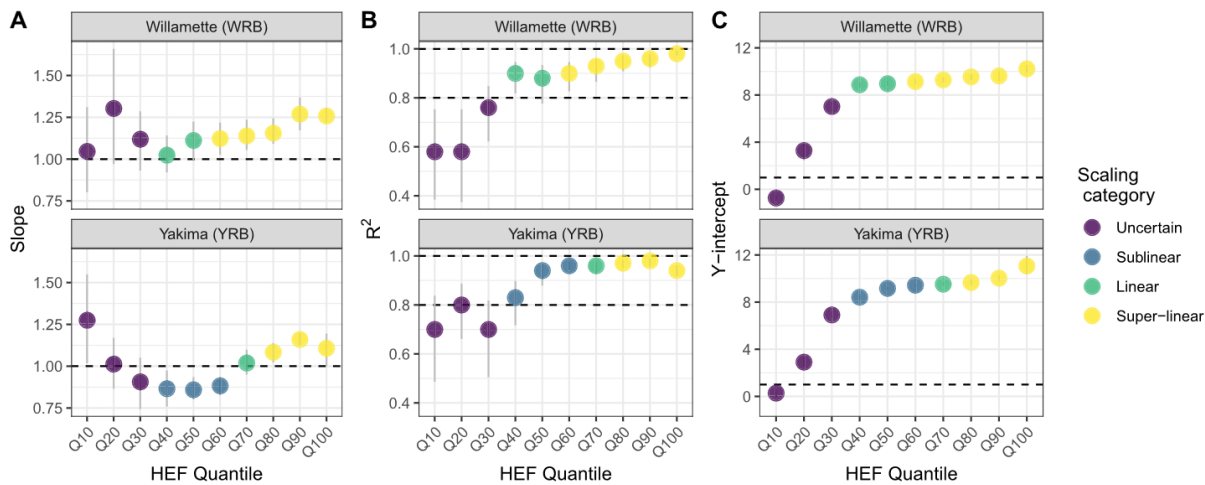 A
Willamette (WRB)
1.50
1.25
1.00
0.75
Yakima (YRB)
1.50
1.25
1.00
0.75
Slope
Q10 Q20 Q30 Q40 Q50 Q60 Q70 Q80 Q90 Q100
HEF Quantile
B
Willamette (WRB)
1.0
0.8
0.6
0.4
Yakima (YRB)
1.0
0.8
0.6
0.4
R²
Q10 Q20 Q30 Q40 Q50 Q60 Q70 Q80 Q90 Q100
HEF Quantile
C
Willamette (WRB)
12
8
4
0
Yakima (YRB)
12
8
4
0
Y−intercept
Q10 Q20 Q30 Q40 Q50 Q60 Q70 Q80 Q90 Q100
HEF Quantile
Scaling
category
Uncertain
Sublinear
Linear
Super−linear